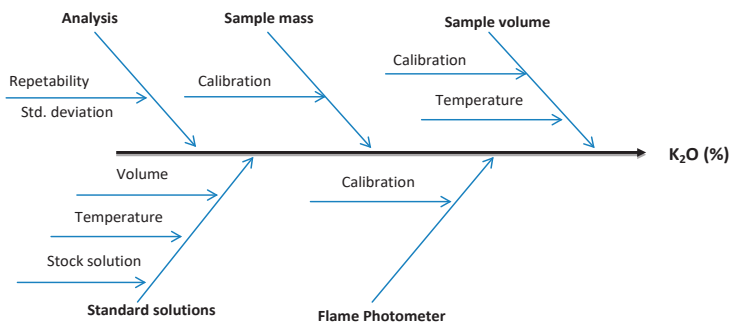 Analysis
Sample mass
Sample volume
Calibration
Repetability
Calibration
Temperature
Std. deviation
K₂O (%)
Volume
Calibration
Temperature
Stock solution
Standard solutions
Flame Photometer